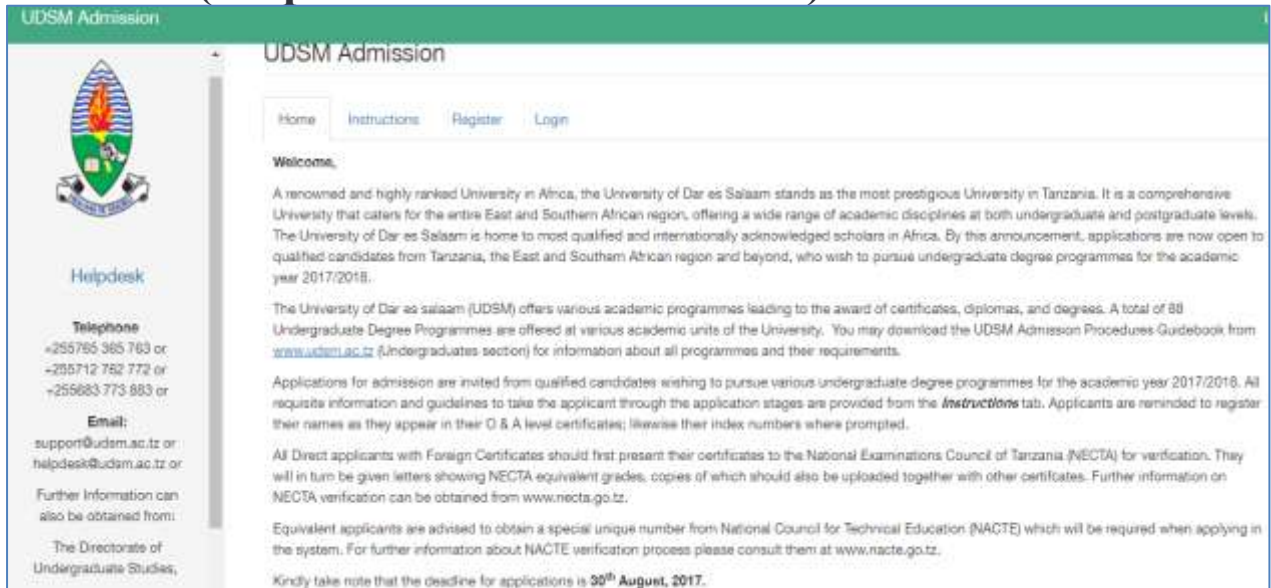 UDSM Admission
UDSM Admission
Home Instructions Register Login
Welcome,
A renowned and highly ranked University in Africa, the University of Dar es Salaam stands as the most prestigious University in Tanzania. It is a comprehensive
University that caters for the entire East and Southern African region, offering a wide range of academic disciplines at both undergraduate and postgraduate levels.
The University of Dar es Salaam is home to most qualified and internationally acknowledged scholars in Africa. By this announcement, applications are now open to
qualified candidates from Tanzania, the East and Southern African region and beyond, who wish to pursue undergraduate degree programmes for the academic
year 2017/2018.
The University of Dar es salaam (UDSM) offers various academic programmes leading to the award of certificates, diplomas, and degrees. A total of 88
Undergraduate Degree Programmes are offered at various academic units of the University. You may download the UDSM Admission Procedures Guidebook from
www.udsm.ac.tz (Undergraduates section) for information about all programmes and their requirements.
Applications for admission are invited from qualified candidates wishing to pursue various undergraduate degree programmes for the academic year 2017/2018. All
requisite information and guidelines to take the applicant through the application stages are provided from the Instructions tab. Applicants are reminded to register
their names as they appear in their O & A level certificates; likewise their index numbers where prompted.
All Direct applicants with Foreign Certificates should first present their certificates to the National Examinations Council of Tanzania (NECTA) for verification. They
will in turn be given letters showing NECTA equivalent grades, copies of which should also be uploaded together with other certifcates. Further information on
NECTA verification can be obtained from www.necta.go.tz.
Equivalent applicants are advised to obtain a special unique number from National Council for Technical Education (NACTE) which will be required when applying in
the system. For further information about NACTE verification process please consult them at www.nacte.go.tz.
Kindly take note that the deadline for applications is 30th August, 2017.
Helpdesk
Telephone
+255765 365 763 or
+255712 762 772 or
+255683 773 883 or
Email:
support@udsm.ac.tz or
helpdesk@udsm.ac.tz or
Further Information can
also be obtained from:
The Directorate of
Undergraduate Studies,